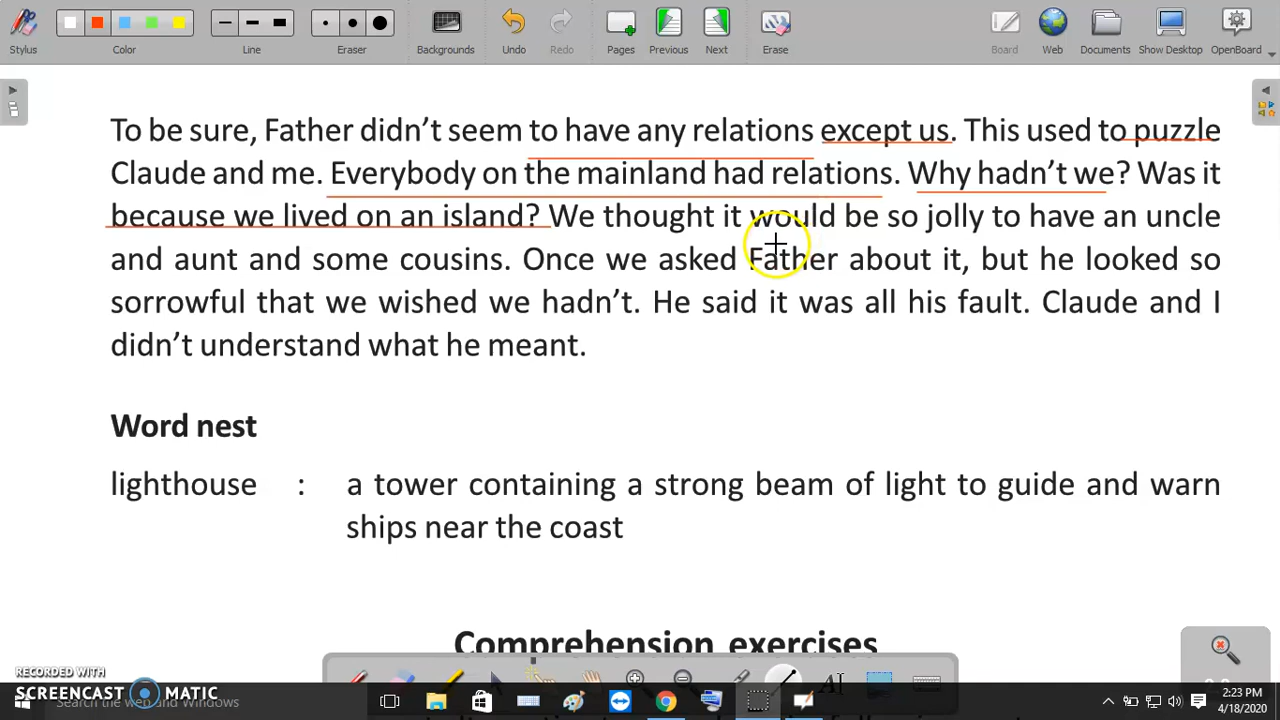 Stylus Color Line Eraser Backgrounds Undo Redo Pages Previous Next Erase Board Web Documents Show Desktop OpenBoard
To be sure, Father didn't seem to have any relations except us. This used to puzzle
Claude and me. Everybody on the mainland had relations. Why hadn't we? Was it
because we lived on an island? We thought it would be so jolly to have an uncle
and aunt and some cousins. Once we asked Father about it, but he looked so
sorrowful that we wished we hadn't. He said it was all his fault. Claude and I
didn't understand what he meant.
Word nest
lighthouse : a tower containing a strong beam of light to guide and warn
ships near the coast
Comprehension exercises
RECORDED WITH
SCREENCAST MATIC
Search the web and Windows
2:23 PM
4/18/2020